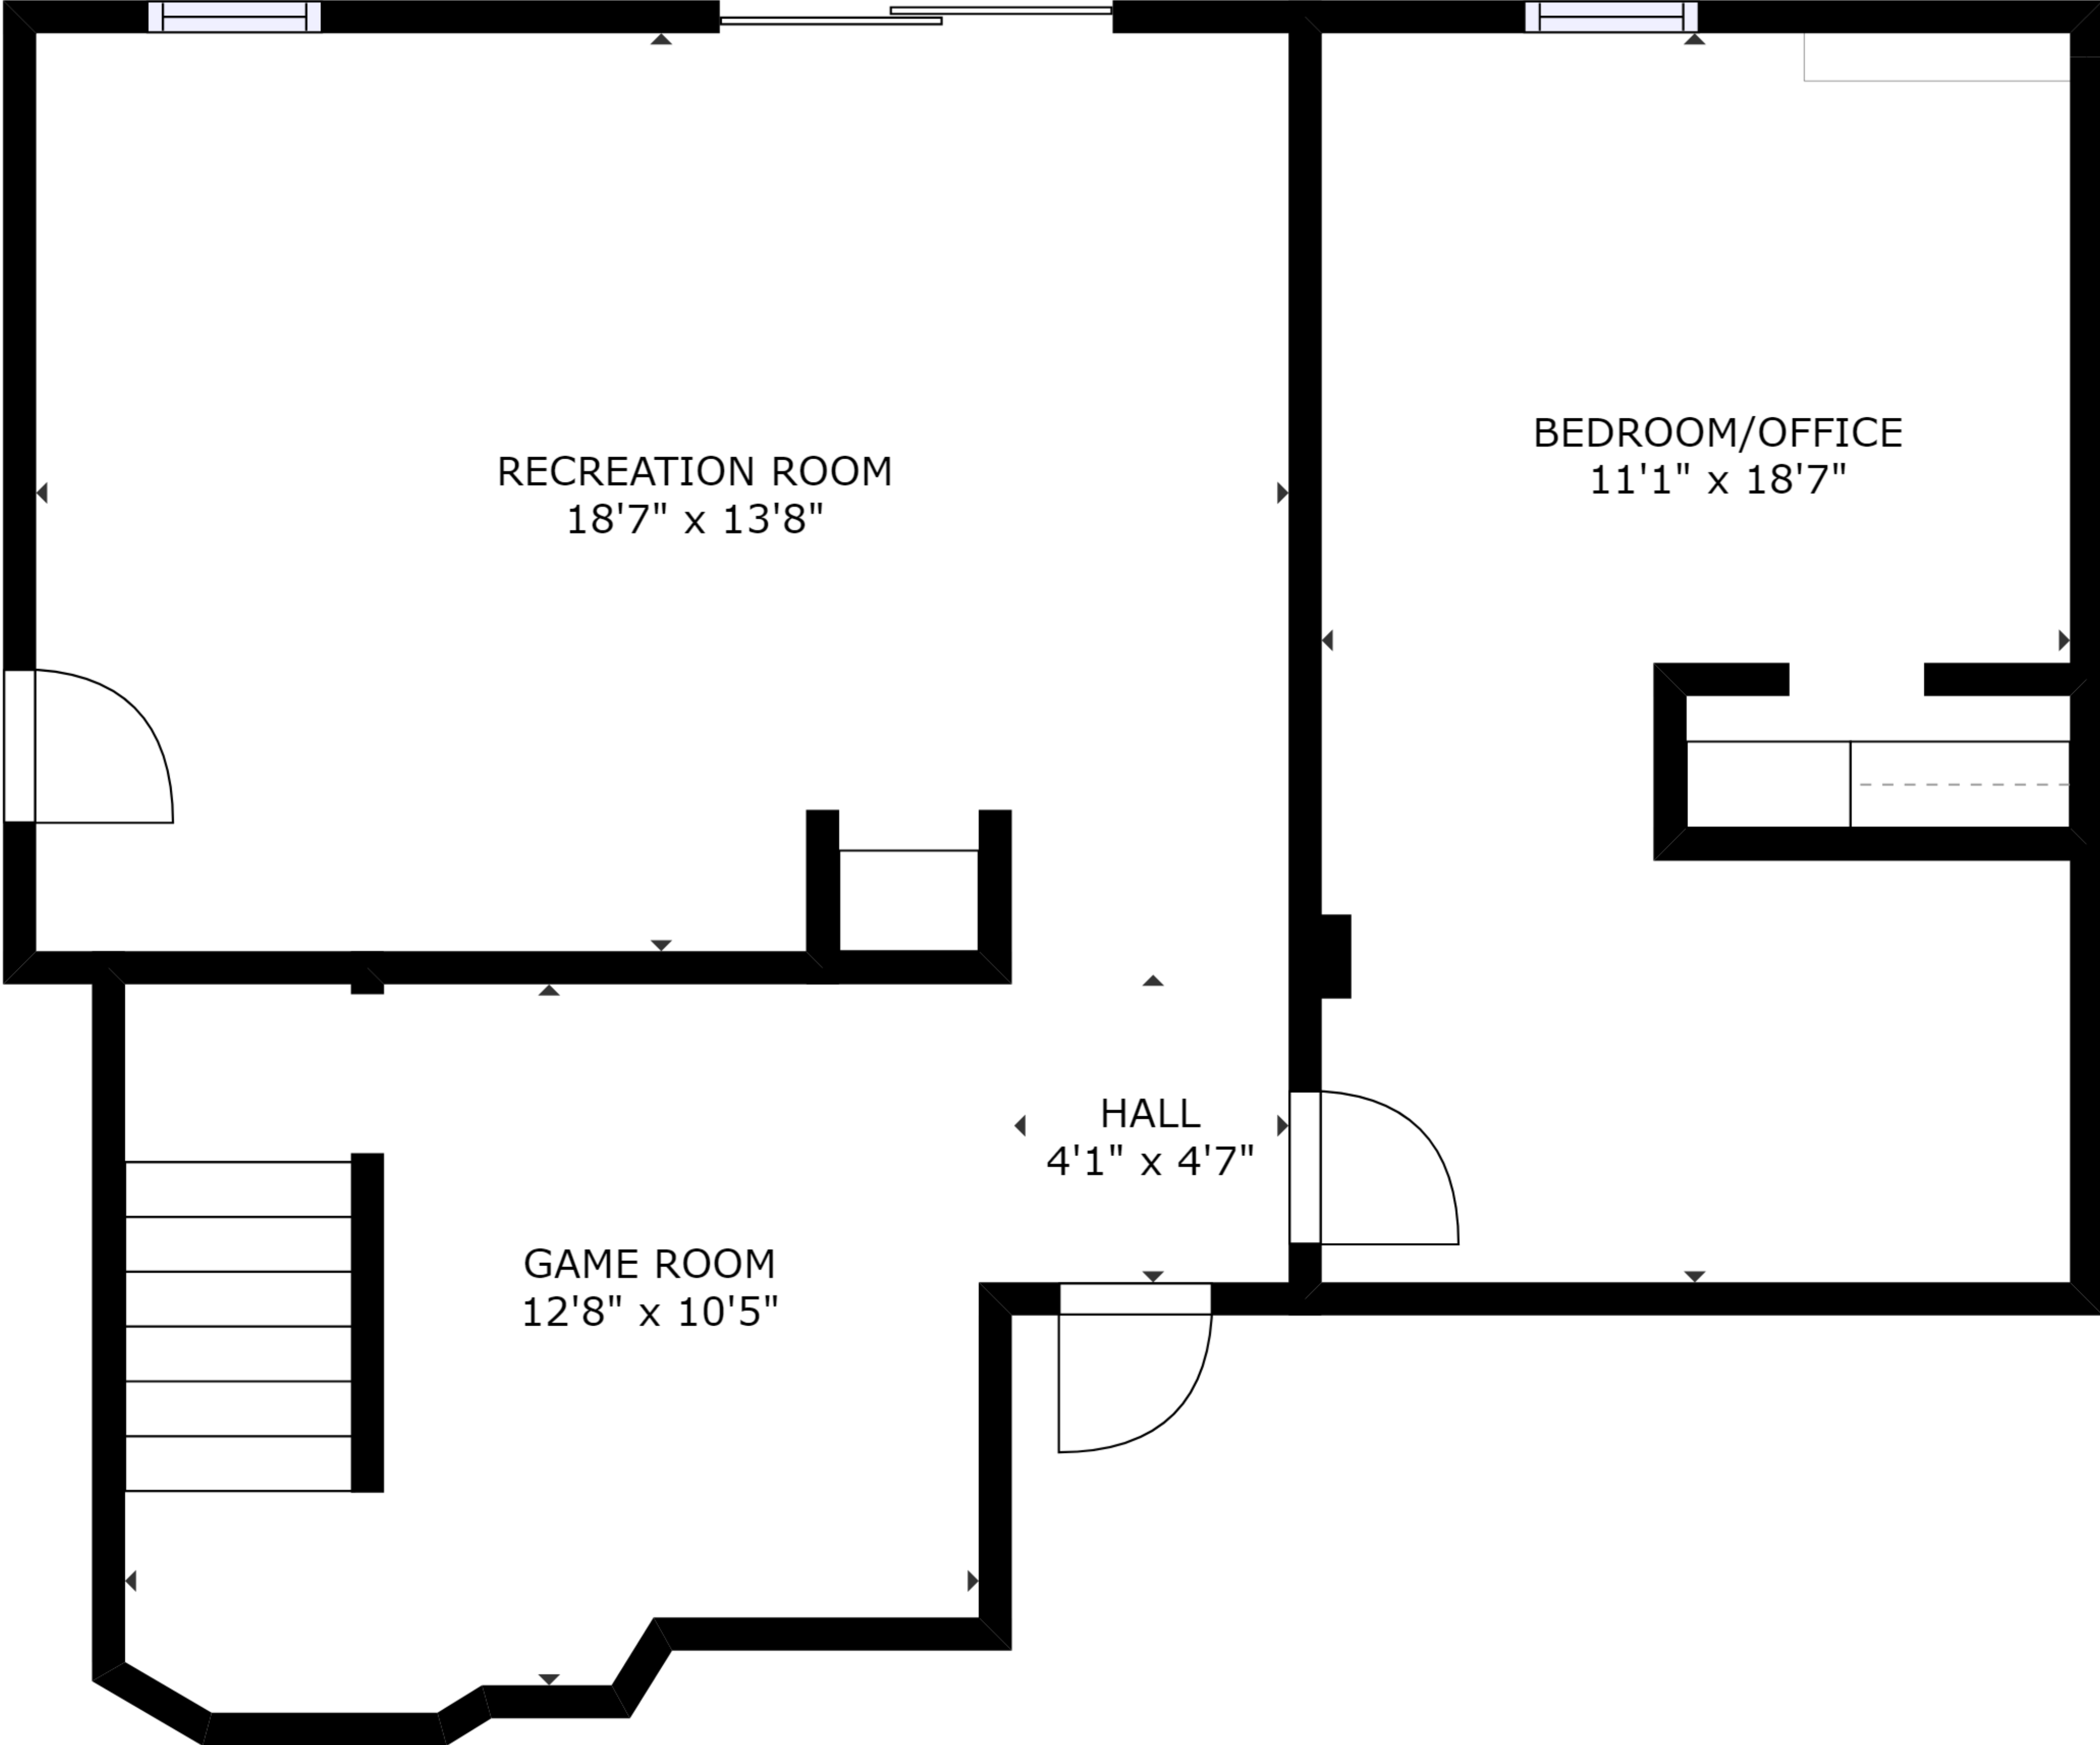 RECREATION ROOM
18'7" x 13'8"
BEDROOM/OFFICE
11'1" x 18'7"
HALL
4'1" x 4'7"
GAME ROOM
12'8" x 10'5"